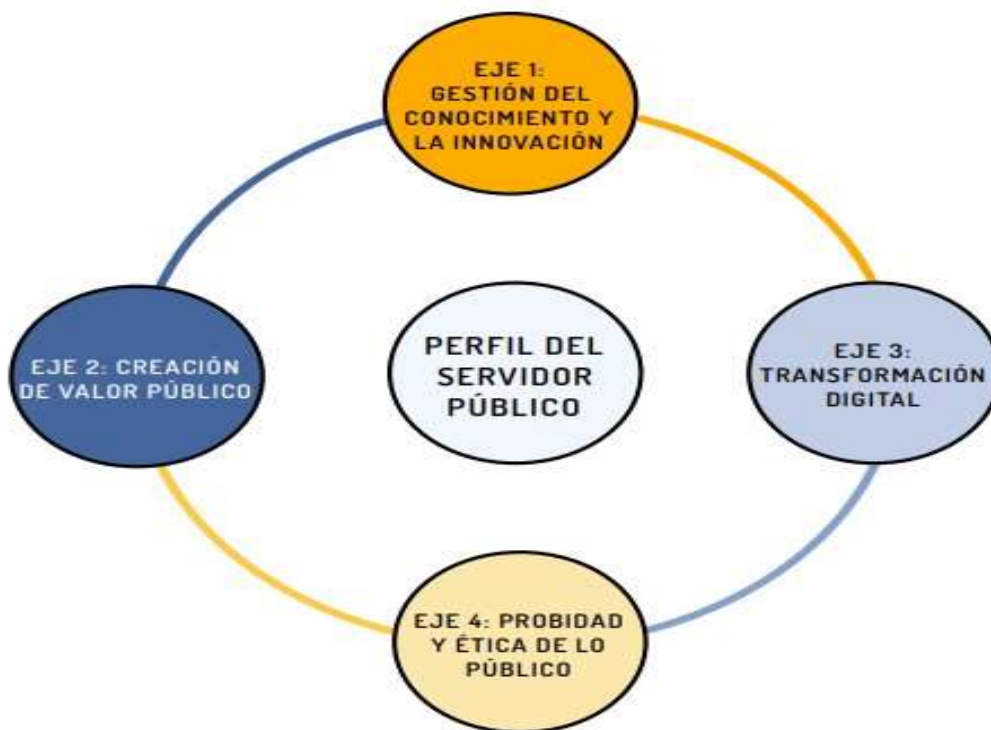 EJE 1:
GESTIÓN DEL
CONOCIMIENTO Y
LA INNOVACIÓN
EJE 2: CREACIÓN
DE VALOR PÚBLICO
PERFIL DEL
SERVIDOR
PÚBLICO
EJE 3:
TRANSFORMACIÓN
DIGITAL
EJE 4: PROBIDAD
Y ÉTICA DE LO
PÚBLICO